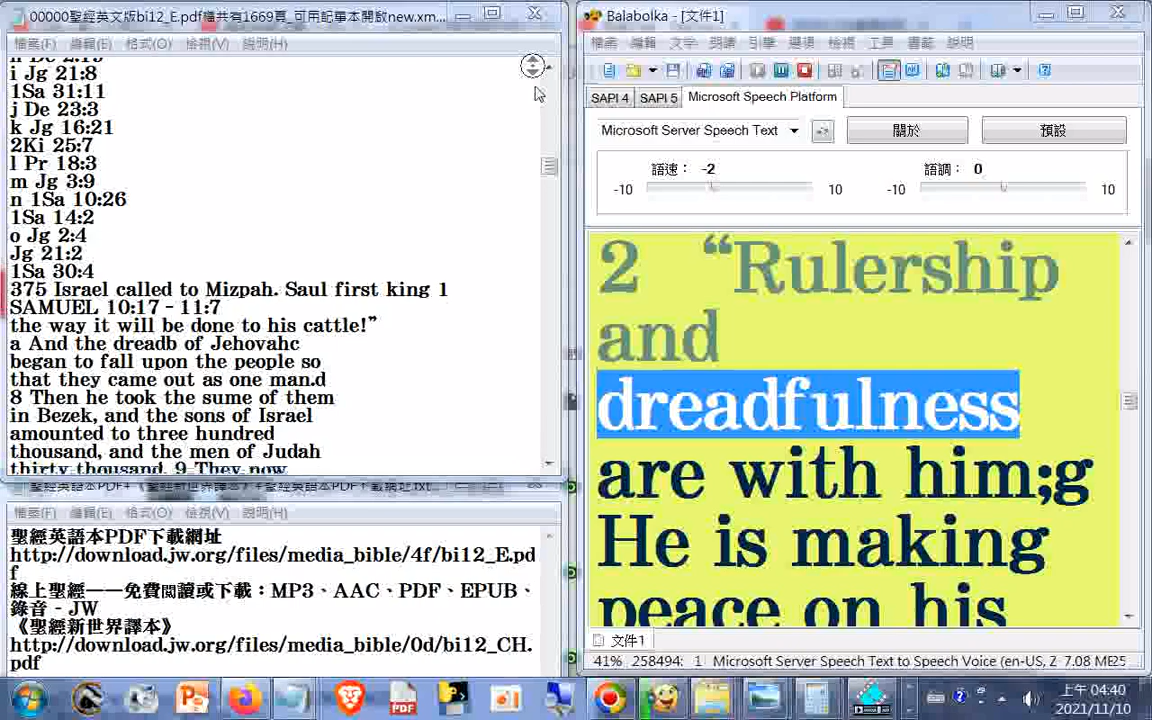 00000聖經英文版bi12_E.pdf檔共有1669頁_可用記事本開啟new.xm...
檔案(F) 編輯(E) 格式(O) 檢視(V) 說明(H)
i Jg 21:8
1Sa 31:11
j De 23:3
k Jg 16:21
2Ki 25:7
l Pr 18:3
m Jg 3:9
n 1Sa 10:26
1Sa 14:2
o Jg 2:4
Jg 21:2
1Sa 30:4
375 Israel called to Mizpah. Saul first king 1
SAMUEL 10:17 – 11:7
the way it will be done to his cattle!”
a And the dreadb of Jehovahc
began to fall upon the people so
that they came out as one man.d
8 Then he took the sume of them
in Bezek, and the sons of Israel
amounted to three hundred
thousand, and the men of Judah
thirty thousand. 9 They now
檔案(F) 編輯(E) 格式(O) 檢視(V) 說明(H)
聖經英語本PDF下載網址
http://download.jw.org/files/media_bible/4f/bi12_E.pd
f
線上聖經——免費閱讀或下載：MP3、AAC、PDF、EPUB、
錄音 - JW
《聖經新世界譯本》
http://download.jw.org/files/media_bible/0d/bi12_CH.
pdf
Balabolka - [文件1]
檔案 編輯 文字 朗讀 引擎 選項 檢視 工具 書籤 說明
SAPI 4 SAPI 5 Microsoft Speech Platform
Microsoft Server Speech Text 關於 預設
語速： -2 語調： 0
-10 10 -10 10
2 “Rulership
and
dreadfulness
are with him;g
He is making
peace on his
文件1
41% 258494: 1 Microsoft Server Speech Text to Speech Voice (en-US, Z 7.08 ME25
上午 04:40
2021/11/10